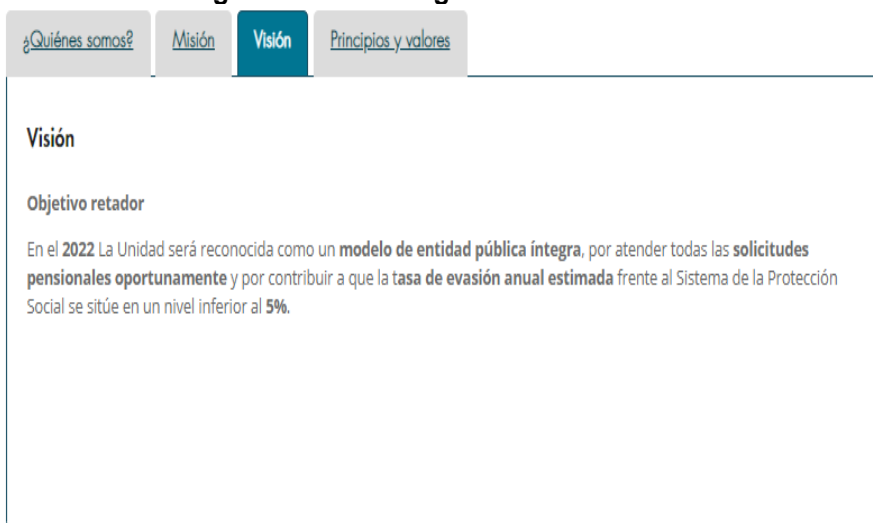 ¿Quiénes somos? Misión Visión Principios y valores
Visión
Objetivo retador
En el 2022 La Unidad será reconocida como un modelo de entidad pública íntegra, por atender todas las solicitudes
pensionales oportunamente y por contribuir a que la tasa de evasión anual estimada frente al Sistema de la Protección
Social se sitúe en un nivel inferior al 5%.